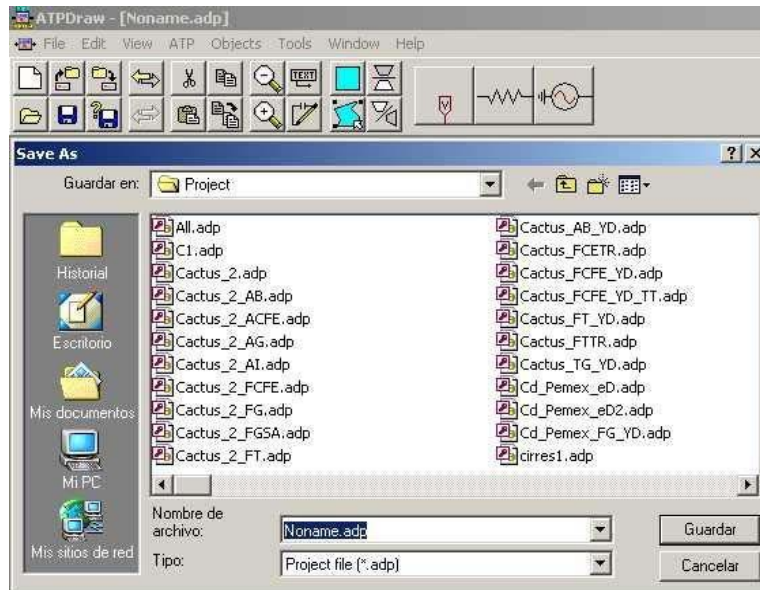 ATPDraw - [Noname.adp]
File Edit View ATP Objects Tools Window Help
TEXT
V
Save As
Guardar en: Project
Historial
Escritorio
Mis documentos
Mi PC
Mis sitios de red
All.adp
C1.adp
Cactus_2.adp
Cactus_2_AB.adp
Cactus_2_ACFE.adp
Cactus_2_AG.adp
Cactus_2_AI.adp
Cactus_2_FCFE.adp
Cactus_2_FG.adp
Cactus_2_FGSA.adp
Cactus_2_FT.adp
Cactus_AB_YD.adp
Cactus_FCETR.adp
Cactus_FCFE_YD.adp
Cactus_FCFE_YD_TT.adp
Cactus_FT_YD.adp
Cactus_FTTR.adp
Cactus_TG_YD.adp
Cd_Pemex_eD.adp
Cd_Pemex_eD2.adp
Cd_Pemex_FG_YD.adp
cirres1.adp
Nombre de
archivo:
Noname.adp
Guardar
Tipo:
Project file (*.adp)
Cancelar